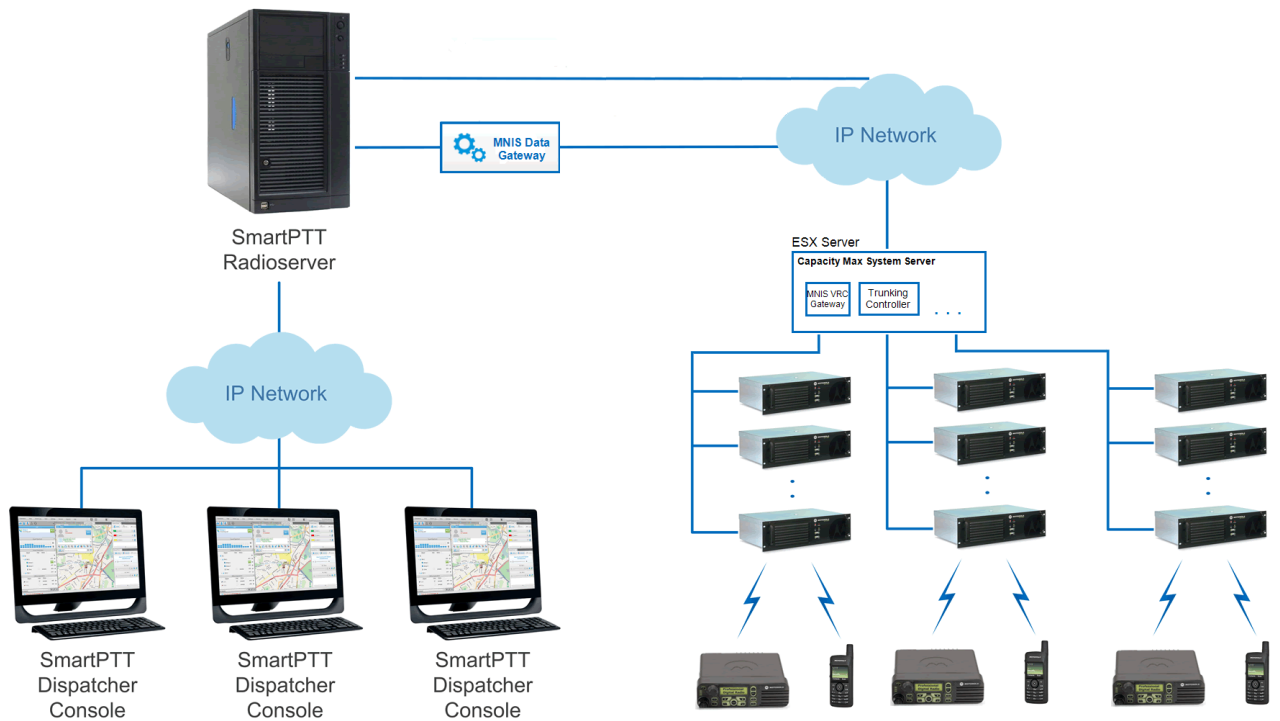 IP Network
MNIS Data
Gateway
SmartPTT
Radioserver
ESX Server
Capacity Max System Server
MNIS VRC
Gateway
Trunking
Controller
. . .
IP Network
SmartPTT
Dispatcher
Console
SmartPTT
Dispatcher
Console
SmartPTT
Dispatcher
Console